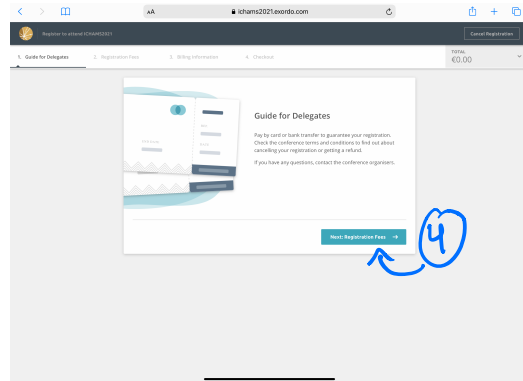 AA
ichams2021.exordo.com
Register to attend ICHAMS2021
Cancel Registration
1. Guide for Delegates
2. Registration Fees
3. Billing Information
4. Checkout
TOTAL
€0.00
Guide for Delegates
Pay by card or bank transfer to guarantee your registration.
Check the conference terms and conditions to find out about
cancelling your registration or getting a refund.
If you have any questions, contact the conference organisers.
Next: Registration Fees →
4